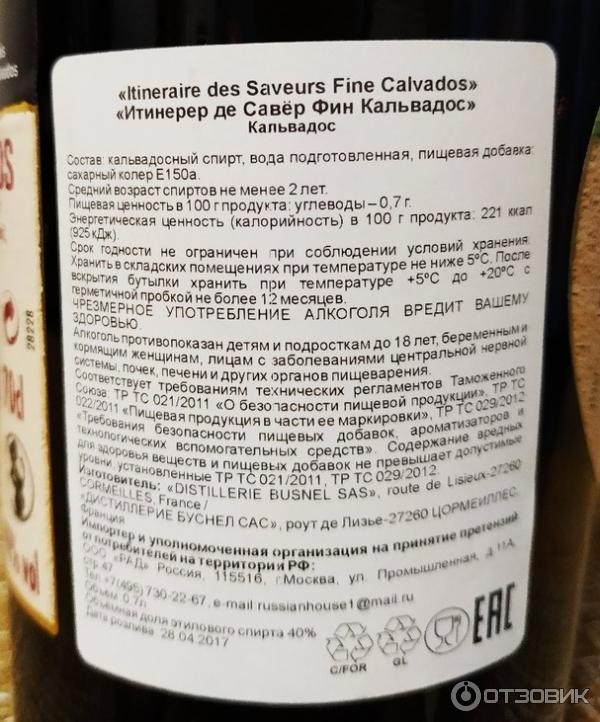 «Itineraire des Saveurs Fine Calvados»
«Итинерер де Савёр Фин Кальвадос»
Кальвадос
Состав: кальвадосный спирт, вода подготовленная, пищевая добавка:
сахарный колер Е150а.
Средний возраст спиртов не менее 2 лет.
Пищевая ценность в 100 г продукта: углеводы – 0,7 г.
Энергетическая ценность (калорийность) в 100 г продукта: 221 ккал
(925 кДж).
Срок годности не ограничен при соблюдении условий хранения.
Хранить в складских помещениях при температуре не ниже 5ºС. После
вскрытия бутылки хранить при температуре +5ºС до +20ºС с
герметичной пробкой не более 12 месяцев.
ЧРЕЗМЕРНОЕ УПОТРЕБЛЕНИЕ АЛКОГОЛЯ ВРЕДИТ ВАШЕМУ
ЗДОРОВЬЮ.
Алкоголь противопоказан детям и подросткам до 18 лет, беременным и
кормящим женщинам, лицам с заболеваниями центральной нервной
системы, почек, печени и других органов пищеварения.
Соответствует требованиям технических регламентов Таможенного
Союза: ТР ТС 021/2011 «О безопасности пищевой продукции», ТР ТС
022/2011 «Пищевая продукция в части ее маркировки», ТР ТС 029/2012
«Требования безопасности пищевых добавок, ароматизаторов и
технологических вспомогательных средств». Содержание вредных
для здоровья веществ и пищевых добавок не превышает допустимые
уровни, установленные ТР ТС 021/2011, ТР ТС 029/2012.
Изготовитель: «DISTILLERIE BUSNEL SAS», route de Lisieux-27260
CORMEILLES, France /
«ДИСТИЛЛЕРИЕ БУСНЕЛ САС», роут де Лизье-27260 ЦОРМЕИЛЛЕС,
Франция
Импортер и уполномоченная организация на принятие претензий
от потребителей на территории РФ:
ООО «РАД» Россия, 115516, г.Москва, ул. Промышленная, д. 11А,
стр.47
Тел.+7(495)730-22-67, e-mail russianhouse1@mail.ru
Объем 0,7л.
Объемная доля этилового спирта 40%
Дата розлива: 28 04 2017
C/FOR
GL
EAC
28228
70cl
vol
ОТЗОВИК